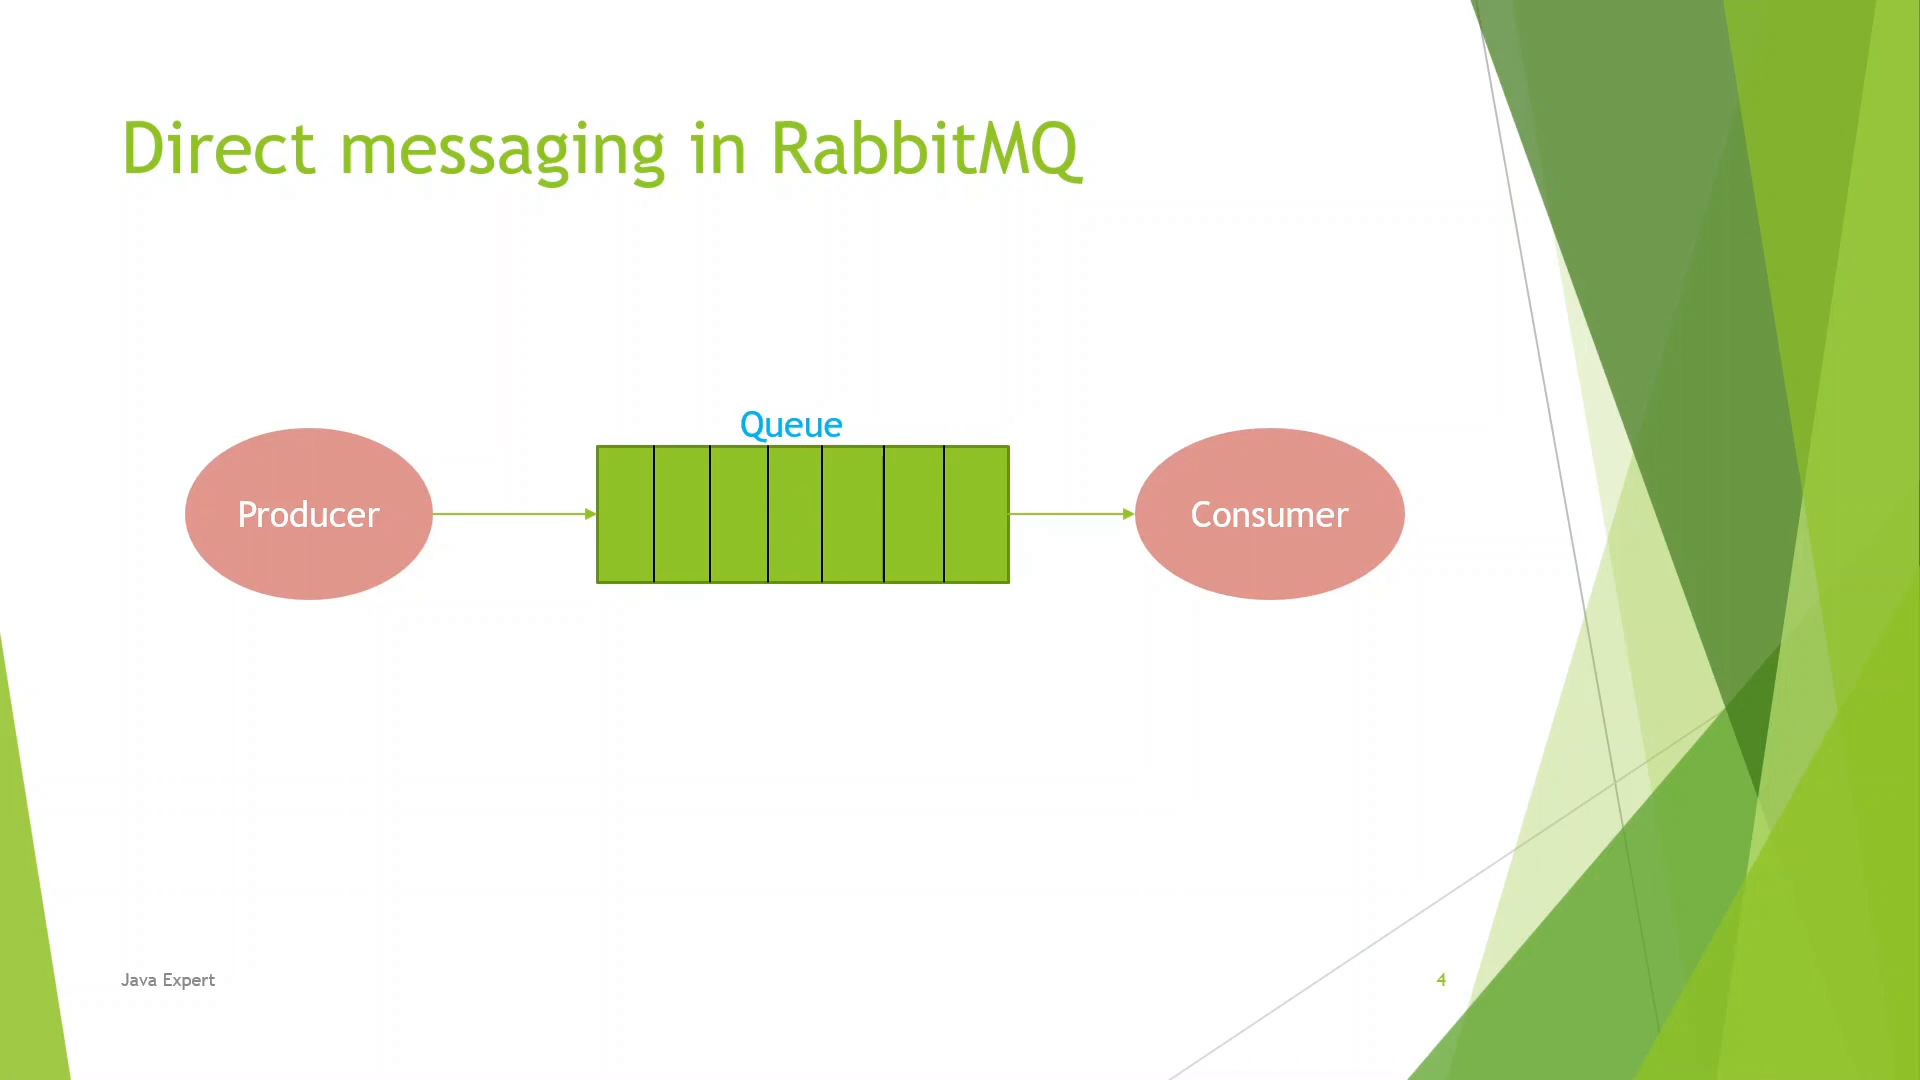 Direct messaging in RabbitMQ
Queue
Producer
Consumer
Java Expert
4